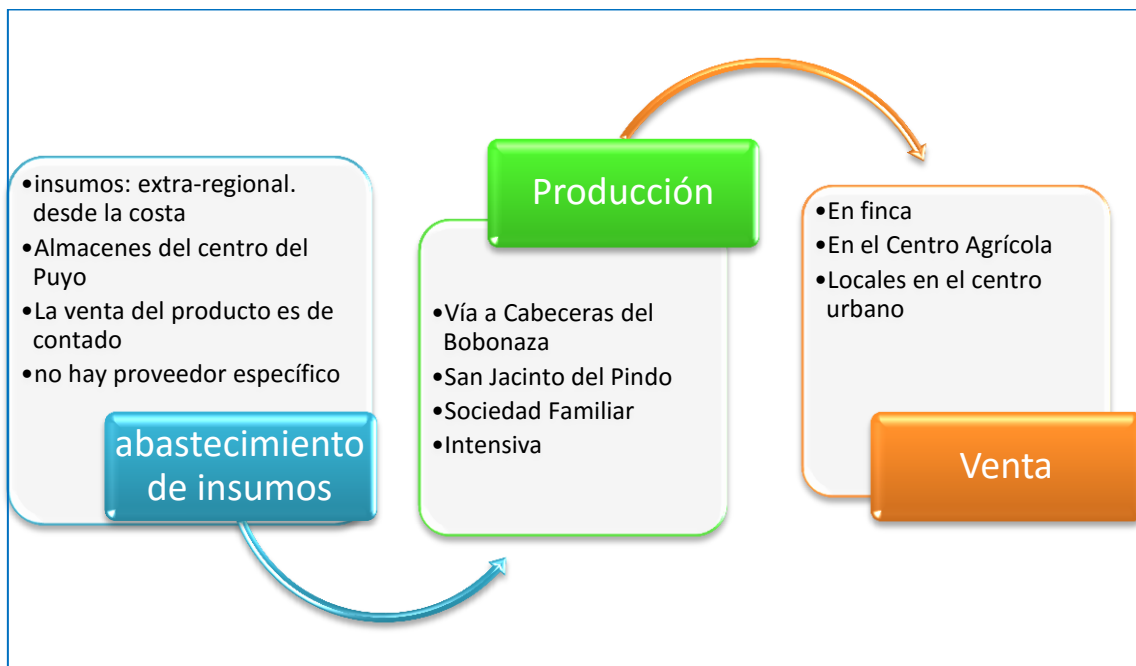 •insumos: extra-regional.
desde la costa
•Almacenes del centro del
Puyo
•La venta del producto es de
contado
•no hay proveedor específico
abastecimiento
de insumos
Producción
•Vía a Cabeceras del
Bobonaza
•San Jacinto del Pindo
•Sociedad Familiar
•Intensiva
•En finca
•En el Centro Agrícola
•Locales en el centro
urbano
Venta